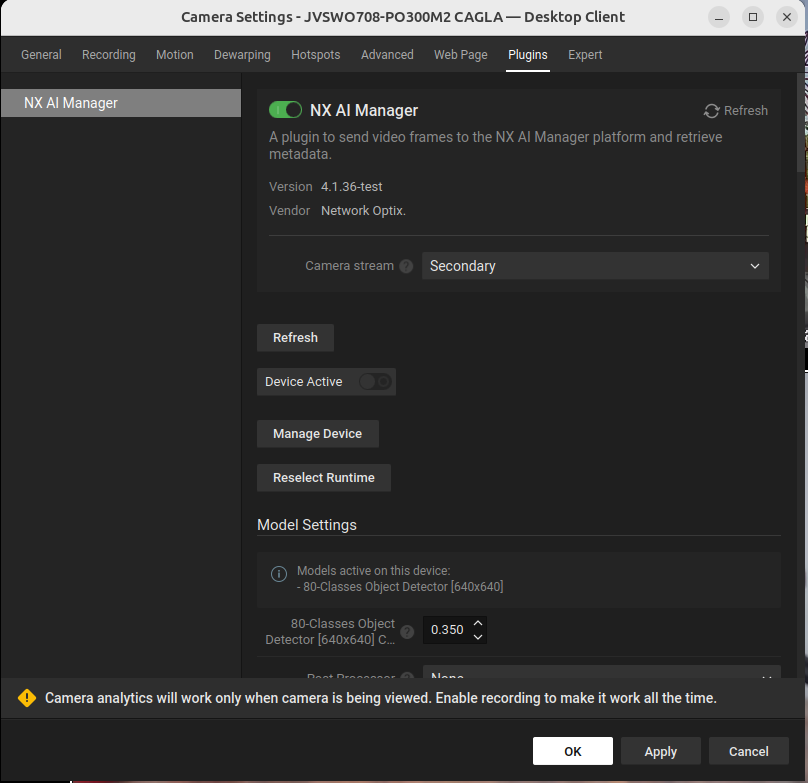 Camera Settings - JVSWO708-PO300M2 CAGLA — Desktop Client
General Recording Motion Dewarping Hotspots Advanced Web Page Plugins Expert
NX AI Manager
NX AI Manager
Refresh
A plugin to send video frames to the NX AI Manager platform and retrieve
metadata.
Version 4.1.36-test
Vendor Network Optix.
Camera stream ? Secondary
Refresh
Device Active
Manage Device
Reselect Runtime
Model Settings
Models active on this device:
- 80-Classes Object Detector [640x640]
80-Classes Object
Detector [640x640] C... ? 0.350
Post Processor ? None
Camera analytics will work only when camera is being viewed. Enable recording to make it work all the time.
OK Apply Cancel